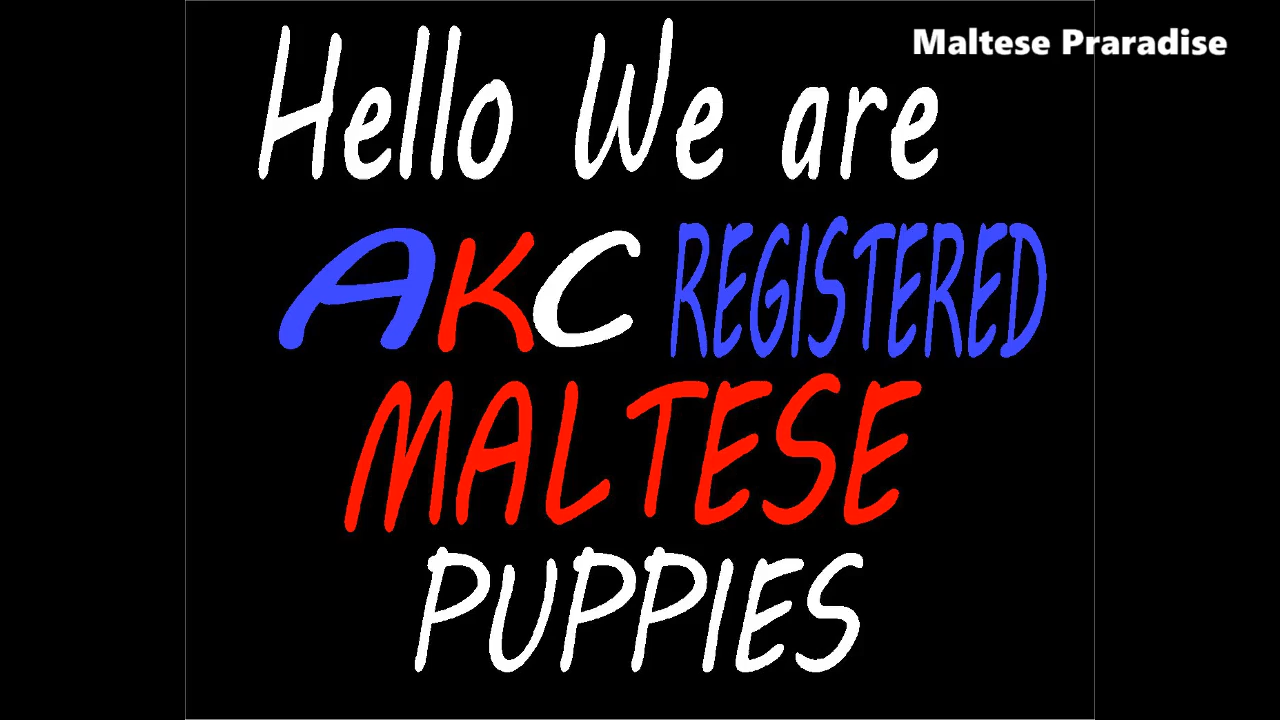 Maltese Praradise
Hello We are
AKC REGISTERED
MALTESE
PUPPIES